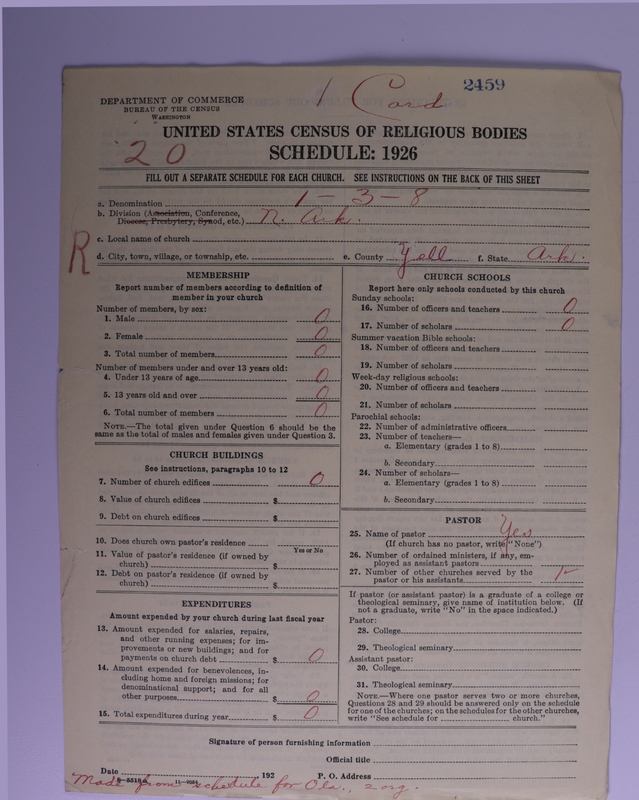 2459
1 Card
DEPARTMENT OF COMMERCE
BUREAU OF THE CENSUS
WASHINGTON
UNITED STATES CENSUS OF RELIGIOUS BODIES
20
SCHEDULE: 1926
FILL OUT A SEPARATE SCHEDULE FOR EACH CHURCH. SEE INSTRUCTIONS ON THE BACK OF THIS SHEET
a. Denomination 1-3-8
b. Division (Association, Conference,
Diocese, Presbytery, Synod, etc.) N. Ark.
c. Local name of church
R
d. City, town, village, or township, etc. e. County Yell f. State Ark.
MEMBERSHIP
Report number of members according to definition of
member in your church
Number of members, by sex:
1. Male 0
2. Female 0
3. Total number of members 0
Number of members under and over 13 years old:
4. Under 13 years of age 0
5. 13 years old and over 0
6. Total number of members 0
NOTE.—The total given under Question 6 should be the
same as the total of males and females given under Question 3.
CHURCH BUILDINGS
See instructions, paragraphs 10 to 12
7. Number of church edifices 0
8. Value of church edifices $
9. Debt on church edifices $
10. Does church own pastor's residence
Yes or No
11. Value of pastor's residence (if owned by
church) $
12. Debt on pastor's residence (if owned by
church) $
EXPENDITURES
Amount expended by your church during last fiscal year
13. Amount expended for salaries, repairs,
and other running expenses; for im-
provements or new buildings; and for
payments on church debt $ 0
14. Amount expended for benevolences, in-
cluding home and foreign missions; for
denominational support; and for all
other purposes $ 0
15. Total expenditures during year $ 0
CHURCH SCHOOLS
Report here only schools conducted by this church
Sunday schools:
16. Number of officers and teachers 0
17. Number of scholars 0
Summer vacation Bible schools:
18. Number of officers and teachers
19. Number of scholars
Week-day religious schools:
20. Number of officers and teachers
21. Number of scholars
Parochial schools:
22. Number of administrative officers
23. Number of teachers—
a. Elementary (grades 1 to 8)
b. Secondary
24. Number of scholars—
a. Elementary (grades 1 to 8)
b. Secondary
PASTOR
25. Name of pastor Yes
(If church has no pastor, write "None")
26. Number of ordained ministers, if any, em-
ployed as assistant pastors
27. Number of other churches served by the
pastor or his assistants
If pastor (or assistant pastor) is a graduate of a college or
theological seminary, give name of institution below. (If
not a graduate, write "No" in the space indicated.)
Pastor:
28. College
29. Theological seminary
Assistant pastor:
30. College
31. Theological seminary
NOTE.—Where one pastor serves two or more churches,
Questions 28 and 29 should be answered only on the schedule
for one of the churches; on the schedules for the other churches,
write "See schedule for church."
Signature of person furnishing information
Official title
Date 192 P. O. Address
8-5518a 11-9051
Made from schedule for Ola., 2 org.